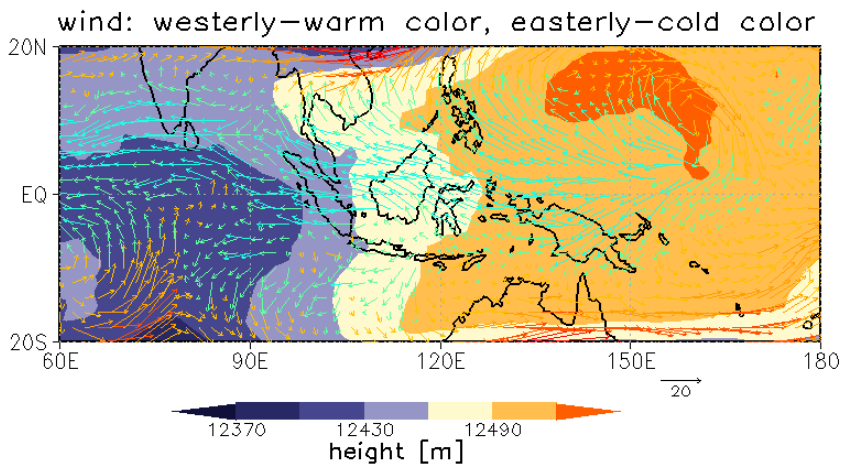 wind: westerly-warm color, easterly-cold color
20N
EQ
20S
60E 90E 120E 150E 180
20
12370 12430 12490
height [m]